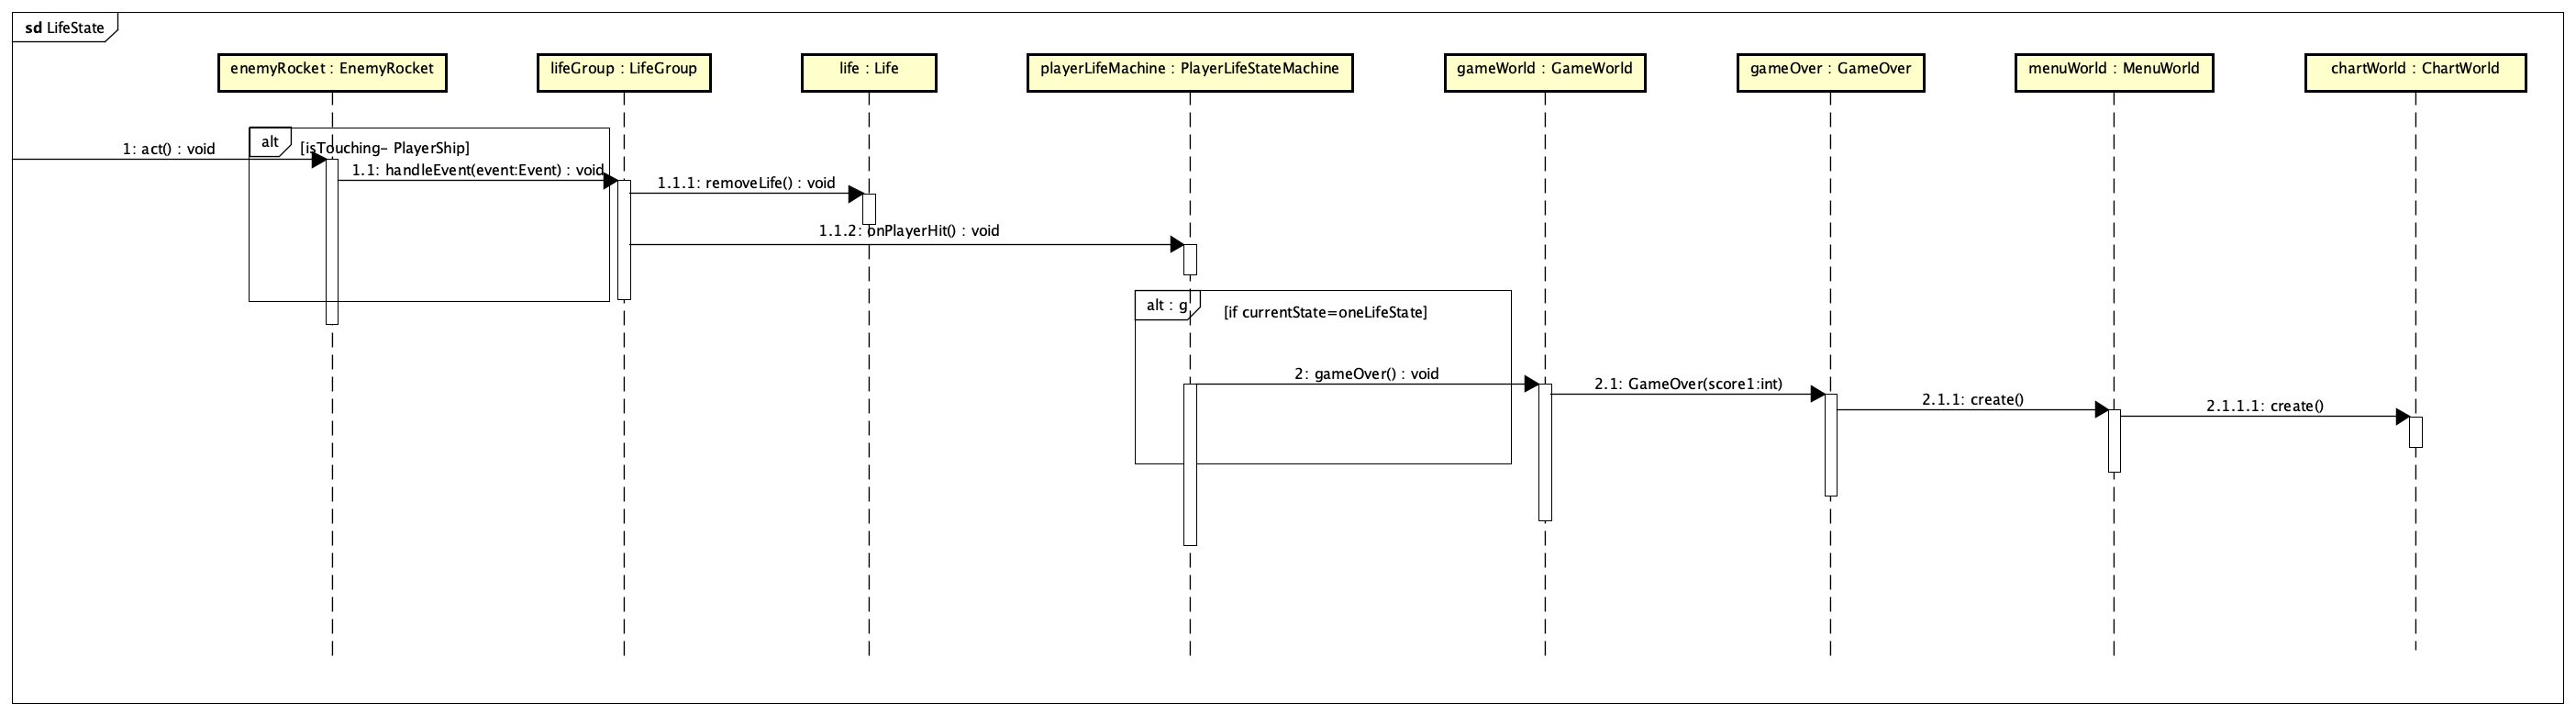 sd LifeState
enemyRocket : EnemyRocket
lifeGroup : LifeGroup
life : Life
playerLifeMachine : PlayerLifeStateMachine
gameWorld : GameWorld
gameOver : GameOver
menuWorld : MenuWorld
chartWorld : ChartWorld
alt
[isTouching- PlayerShip]
1: act() : void
1.1: handleEvent(event:Event) : void
1.1.1: removeLife() : void
1.1.2: onPlayerHit() : void
alt : g
[if currentState=oneLifeState]
2: gameOver() : void
2.1: GameOver(score1:int)
2.1.1: create()
2.1.1.1: create()